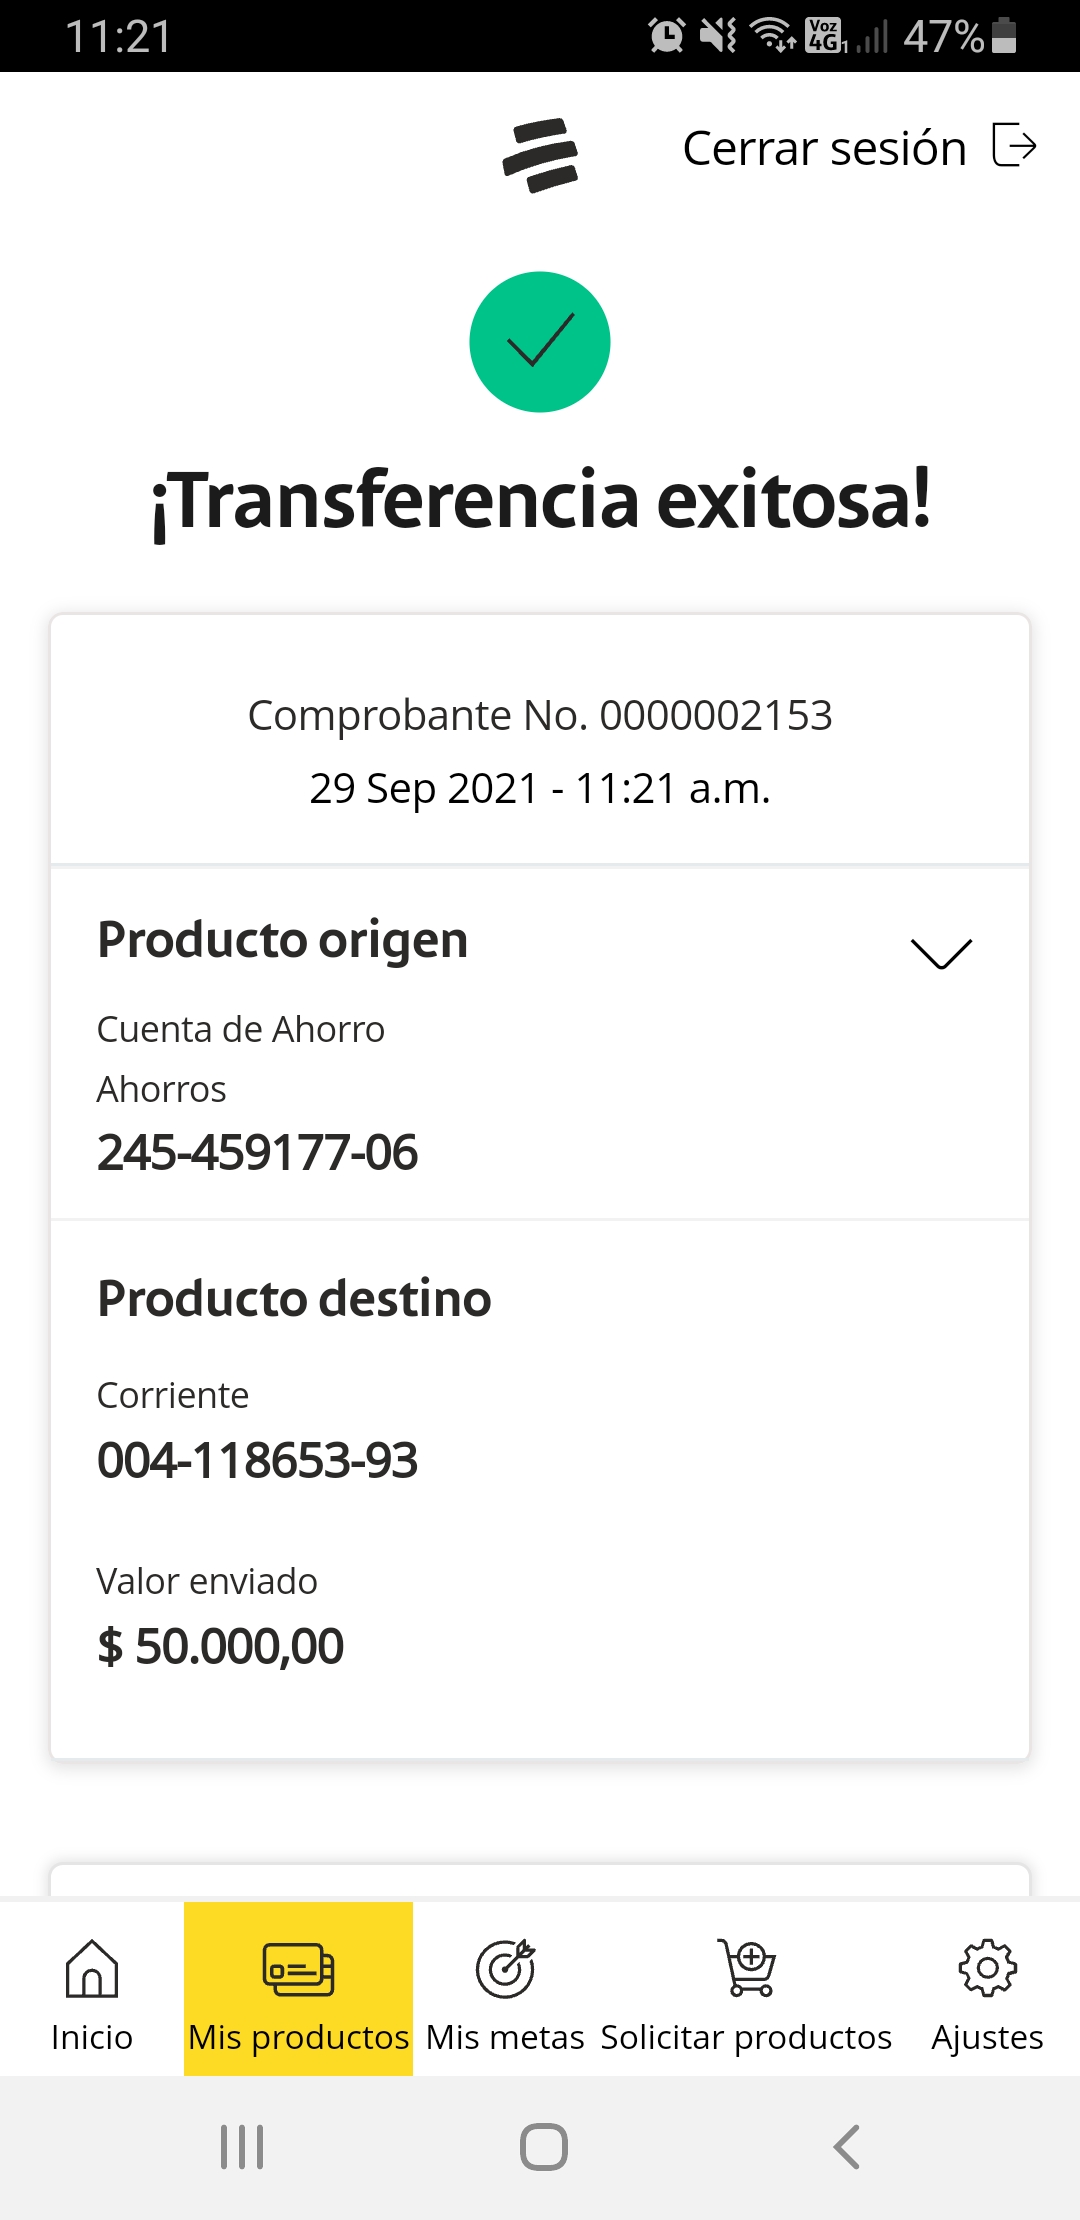 11:21
Voz 4G 1 47%
Cerrar sesión
¡Transferencia exitosa!
Comprobante No. 0000002153
29 Sep 2021 - 11:21 a.m.
Producto origen
Cuenta de Ahorro
Ahorros
245-459177-06
Producto destino
Corriente
004-118653-93
Valor enviado
$ 50.000,00
Inicio
Mis productos
Mis metas
Solicitar productos
Ajustes